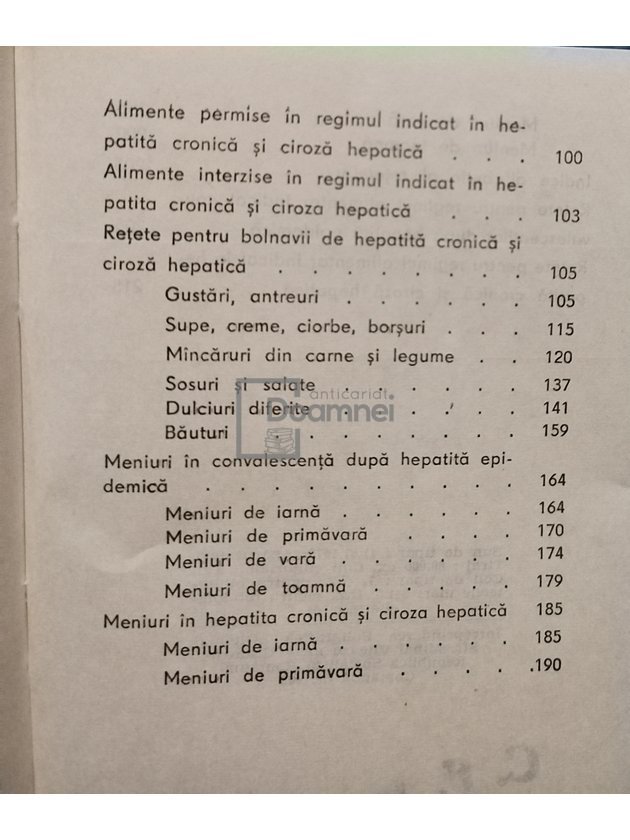 Alimente permise în regimul indicat în he-
patită cronică și ciroză hepatică . . . 100
Alimente interzise în regimul indicat în he-
patita cronică și ciroza hepatică . . . 103
Rețete pentru bolnavii de hepatită cronică și
ciroză hepatică . . . . . . . . 105
Gustări, antreuri . . . . . . 105
Supe, creme, ciorbe, borșuri . . . 115
Mîncăruri din carne și legume . . 120
Sosuri și salate . . . . . . 137
anticariat
Doamnei
Dulciuri diferite . . . . . . 141
Băuturi . . . . . . . . 159
Meniuri în convalescență după hepatită epi-
demică . . . . . . . . . . 164
Meniuri de iarnă . . . . . . 164
Meniuri de primăvară . . . . 170
Meniuri de vară . . . . . . 174
Meniuri de toamnă . . . . . 179
Meniuri în hepatita cronică și ciroza hepatică 185
Meniuri de iarnă . . . . . . 185
Meniuri de primăvară . . . . . 190